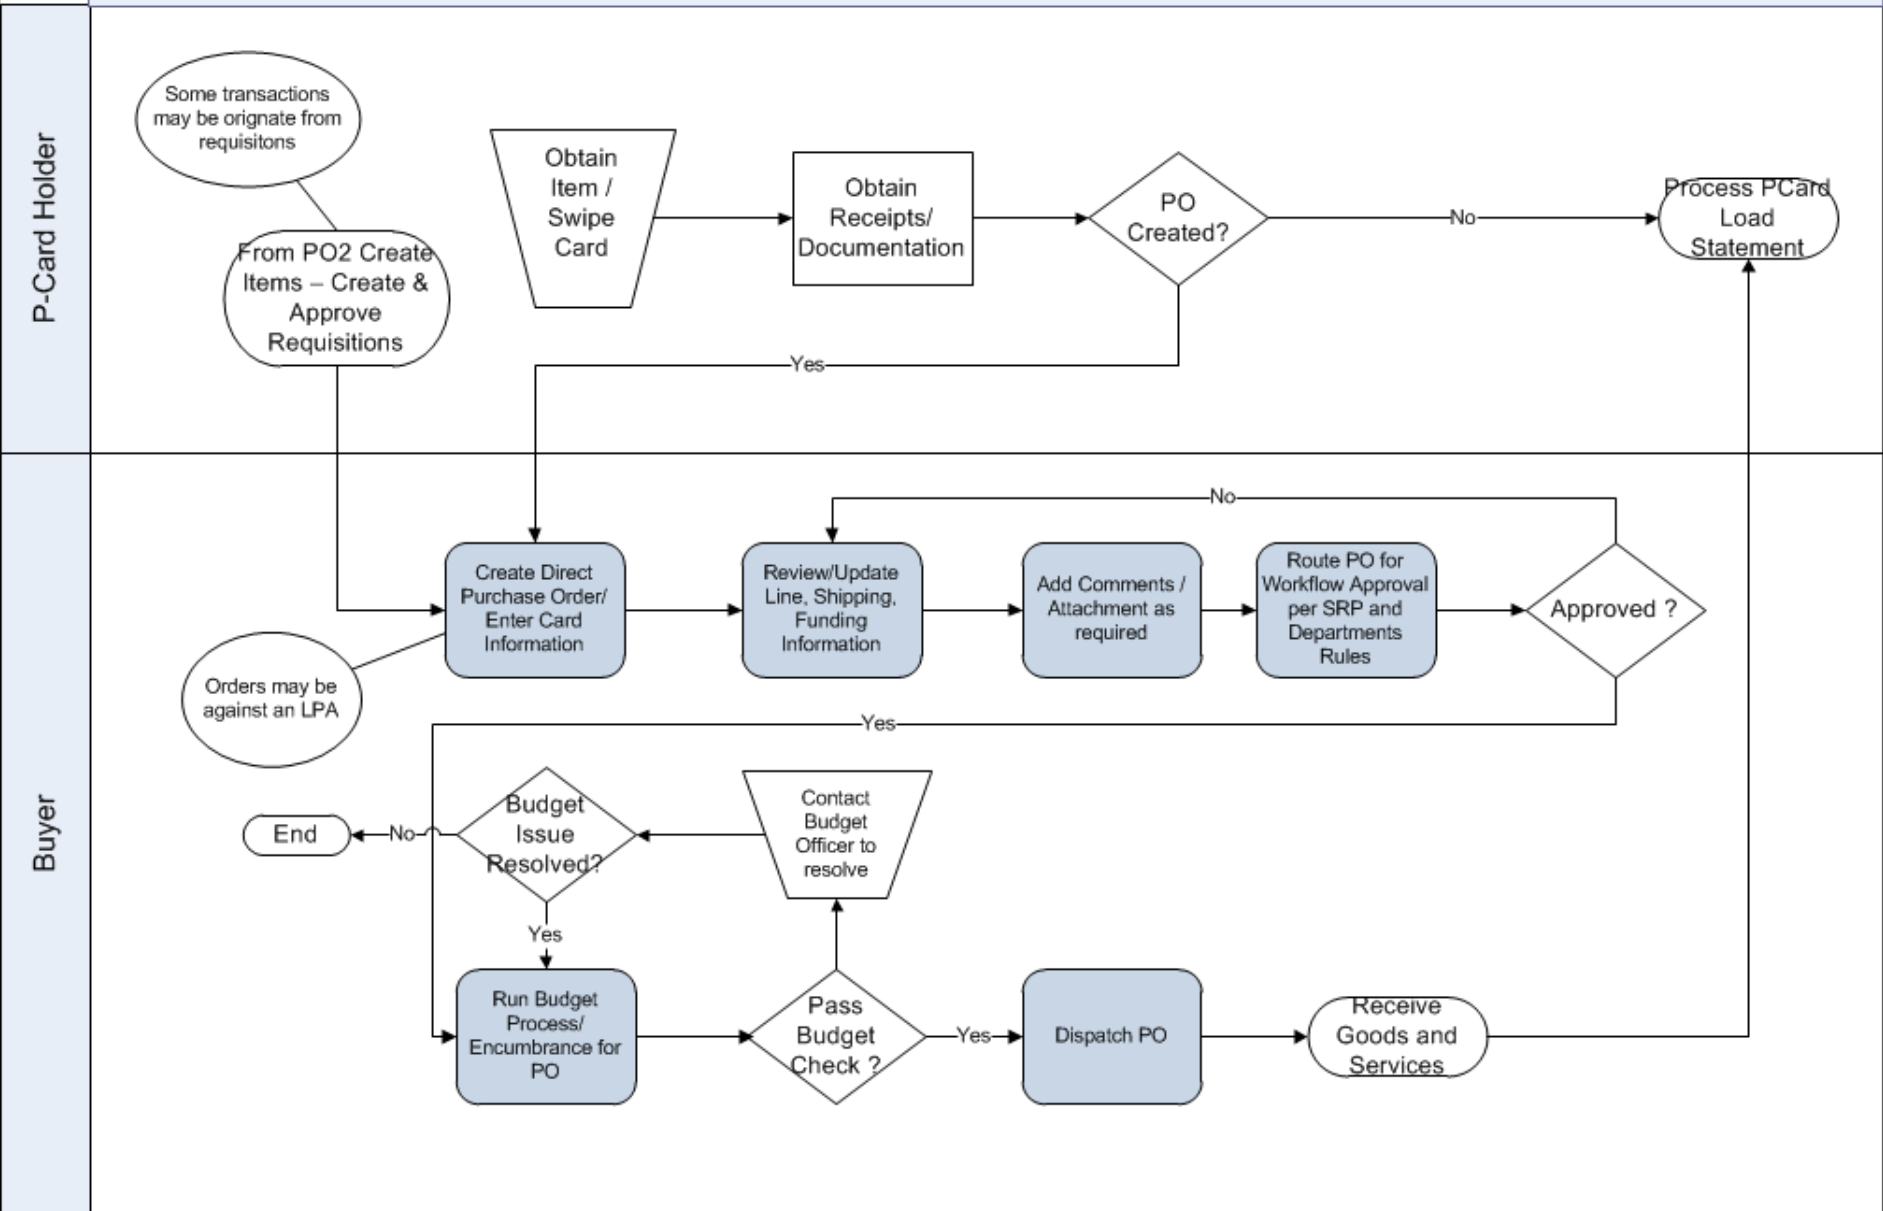 P-Card Holder
Some transactions
may be orignate from
requisitons
From PO2 Create
Items – Create &
Approve
Requisitions
Obtain
Item /
Swipe
Card
Obtain
Receipts/
Documentation
PO
Created?
No
Process PCard
Load
Statement
Yes
Buyer
No
Create Direct
Purchase Order/
Enter Card
Information
Review/Update
Line, Shipping,
Funding
Information
Add Comments /
Attachment as
required
Route PO for
Workflow Approval
per SRP and
Departments
Rules
Approved ?
Orders may be
against an LPA
Yes
End
No
Budget
Issue
Resolved?
Contact
Budget
Officer to
resolve
Yes
Run Budget
Process/
Encumbrance for
PO
Pass
Budget
Check ?
Yes
Dispatch PO
Receive
Goods and
Services